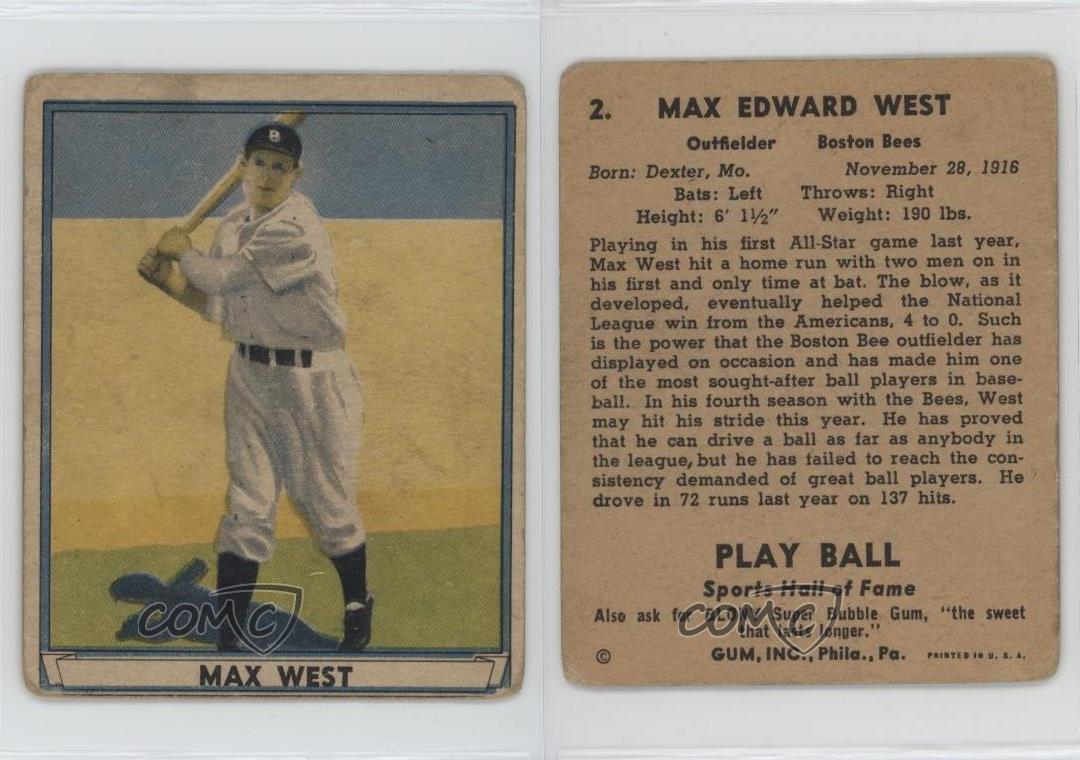 B
MAX WEST
COMC
2. MAX EDWARD WEST
Outfielder Boston Bees
Born: Dexter, Mo. November 28, 1916
Bats: Left Throws: Right
Height: 6' 1½" Weight: 190 lbs.
Playing in his first All-Star game last year,
Max West hit a home run with two men on in
his first and only time at bat. The blow, as it
developed, eventually helped the National
League win from the Americans, 4 to 0. Such
is the power that the Boston Bee outfielder has
displayed on occasion and has made him one
of the most sought-after ball players in base-
ball. In his fourth season with the Bees, West
may hit his stride this year. He has proved
that he can drive a ball as far as anybody in
the league, but he has failed to reach the con-
sistency demanded of great ball players. He
drove in 72 runs last year on 137 hits.
PLAY BALL
Sports Hall of Fame
Also ask for BLONY Super Bubble Gum, "the sweet
that lasts longer."
© GUM, INC., Phila., Pa. PRINTED IN U. S. A.
COMC